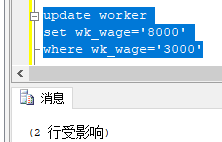 update worker
set wk_wage='8000'
where wk_wage='3000'
消息
(2 行受影响)